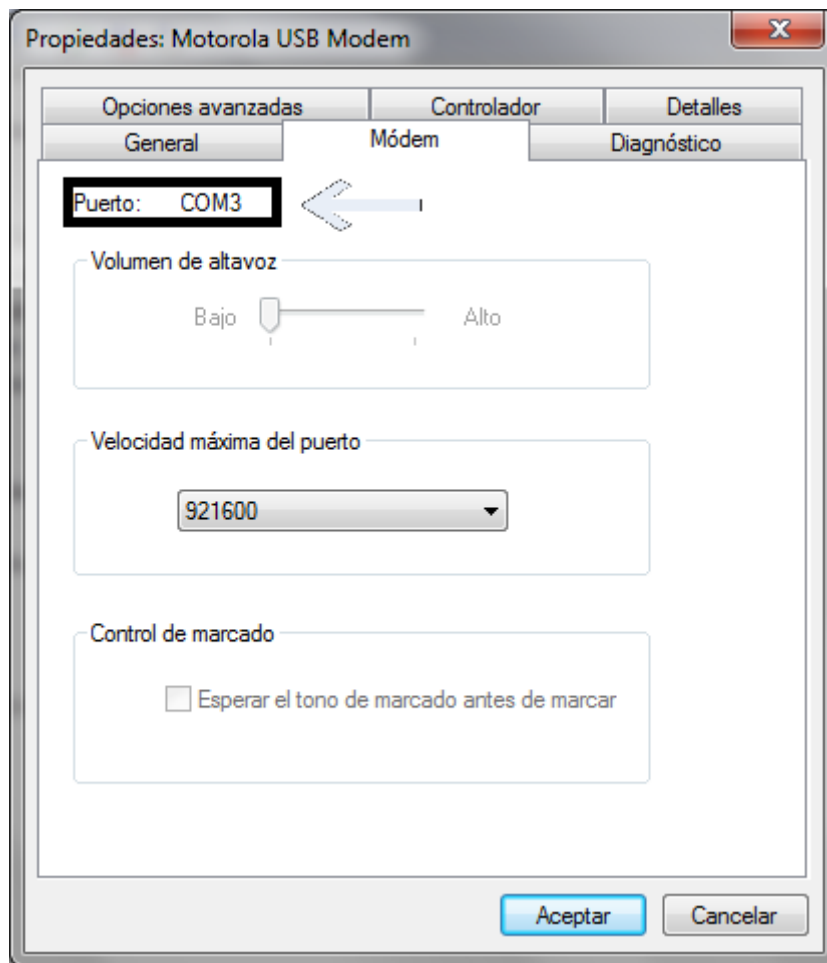 Propiedades: Motorola USB Modem
Opciones avanzadas Controlador Detalles
General Módem Diagnóstico
Puerto: COM3
Volumen de altavoz
Bajo Alto
Velocidad máxima del puerto
921600
Control de marcado
Esperar el tono de marcado antes de marcar
Aceptar Cancelar